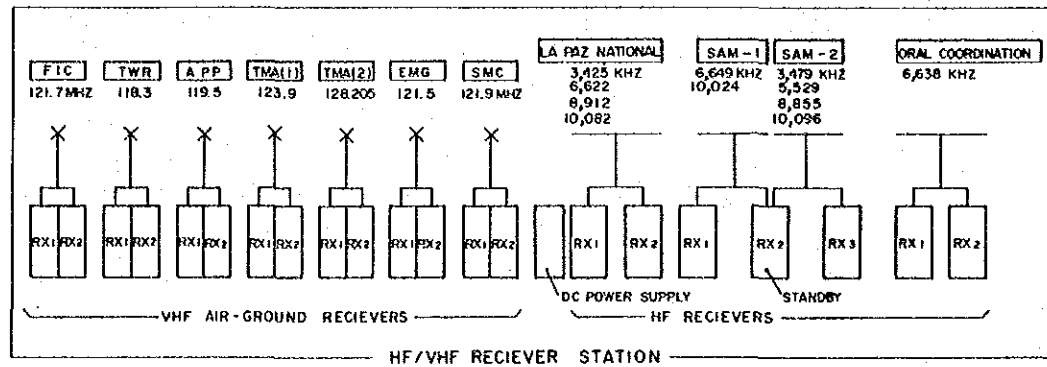 FIC TWR APP TMA(1) TMA(2) EMG SMC LA PAZ NATIONAL SAM-1 SAM-2 ORAL COORDINATION
121.7MHZ 118.3 119.5 123.9 128.205 121.5 121.9MHZ 3,425 KHZ 6,649 KHZ 3,479 KHZ 6,638 KHZ
6,622 10,024 5,529
8,912 8,855
10,082 10,096
RX1 RX2 RX1 RX2 RX1 RX2 RX1 RX2 RX1 RX2 RX1 RX2 RX1 RX2 RX1 RX2 RX1 RX2 RX3 RX1 RX2
DC POWER SUPPLY STANDBY
VHF AIR-GROUND RECIEVERS HF RECIEVERS
HF/VHF RECIEVER STATION